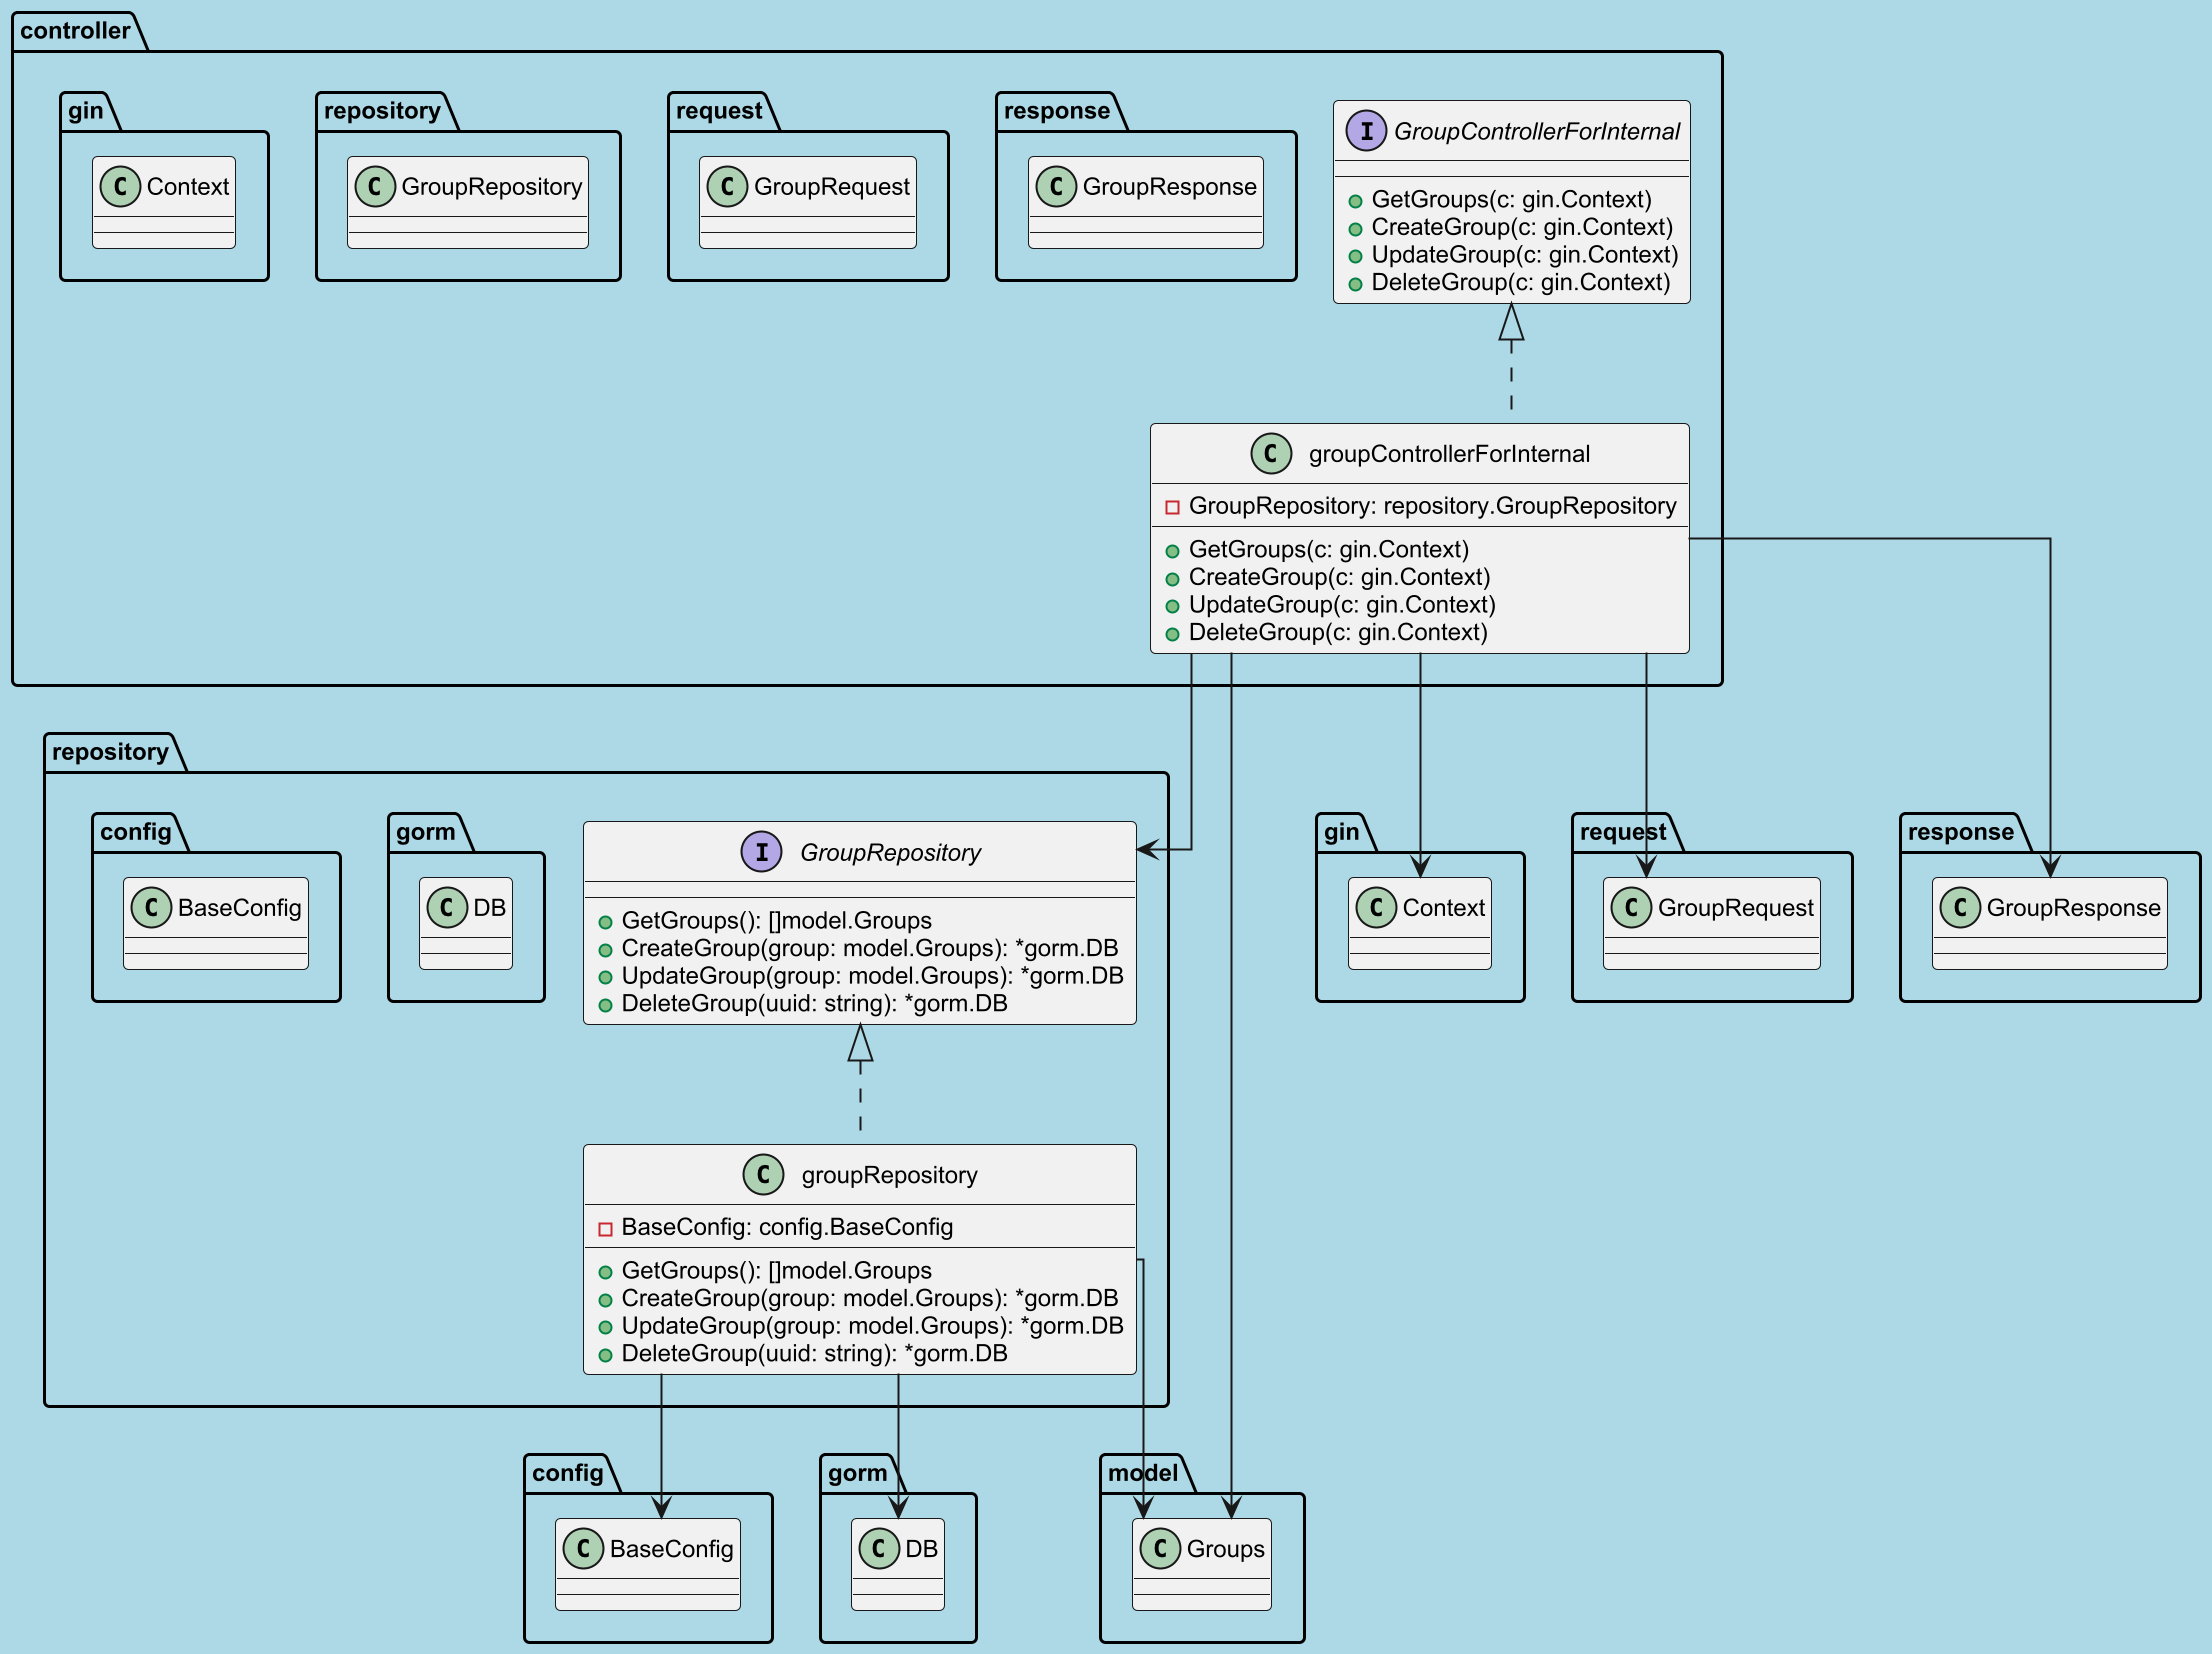 controller
gin
C Context
repository
C GroupRepository
request
C GroupRequest
response
C GroupResponse
I GroupControllerForInternal
GetGroups(c: gin.Context)
CreateGroup(c: gin.Context)
UpdateGroup(c: gin.Context)
DeleteGroup(c: gin.Context)
C groupControllerForInternal
GroupRepository: repository.GroupRepository
GetGroups(c: gin.Context)
CreateGroup(c: gin.Context)
UpdateGroup(c: gin.Context)
DeleteGroup(c: gin.Context)
repository
config
C BaseConfig
gorm
C DB
I GroupRepository
GetGroups(): []model.Groups
CreateGroup(group: model.Groups): *gorm.DB
UpdateGroup(group: model.Groups): *gorm.DB
DeleteGroup(uuid: string): *gorm.DB
gin
C Context
request
C GroupRequest
response
C GroupResponse
C groupRepository
BaseConfig: config.BaseConfig
GetGroups(): []model.Groups
CreateGroup(group: model.Groups): *gorm.DB
UpdateGroup(group: model.Groups): *gorm.DB
DeleteGroup(uuid: string): *gorm.DB
config
C BaseConfig
gorm
C DB
model
C Groups